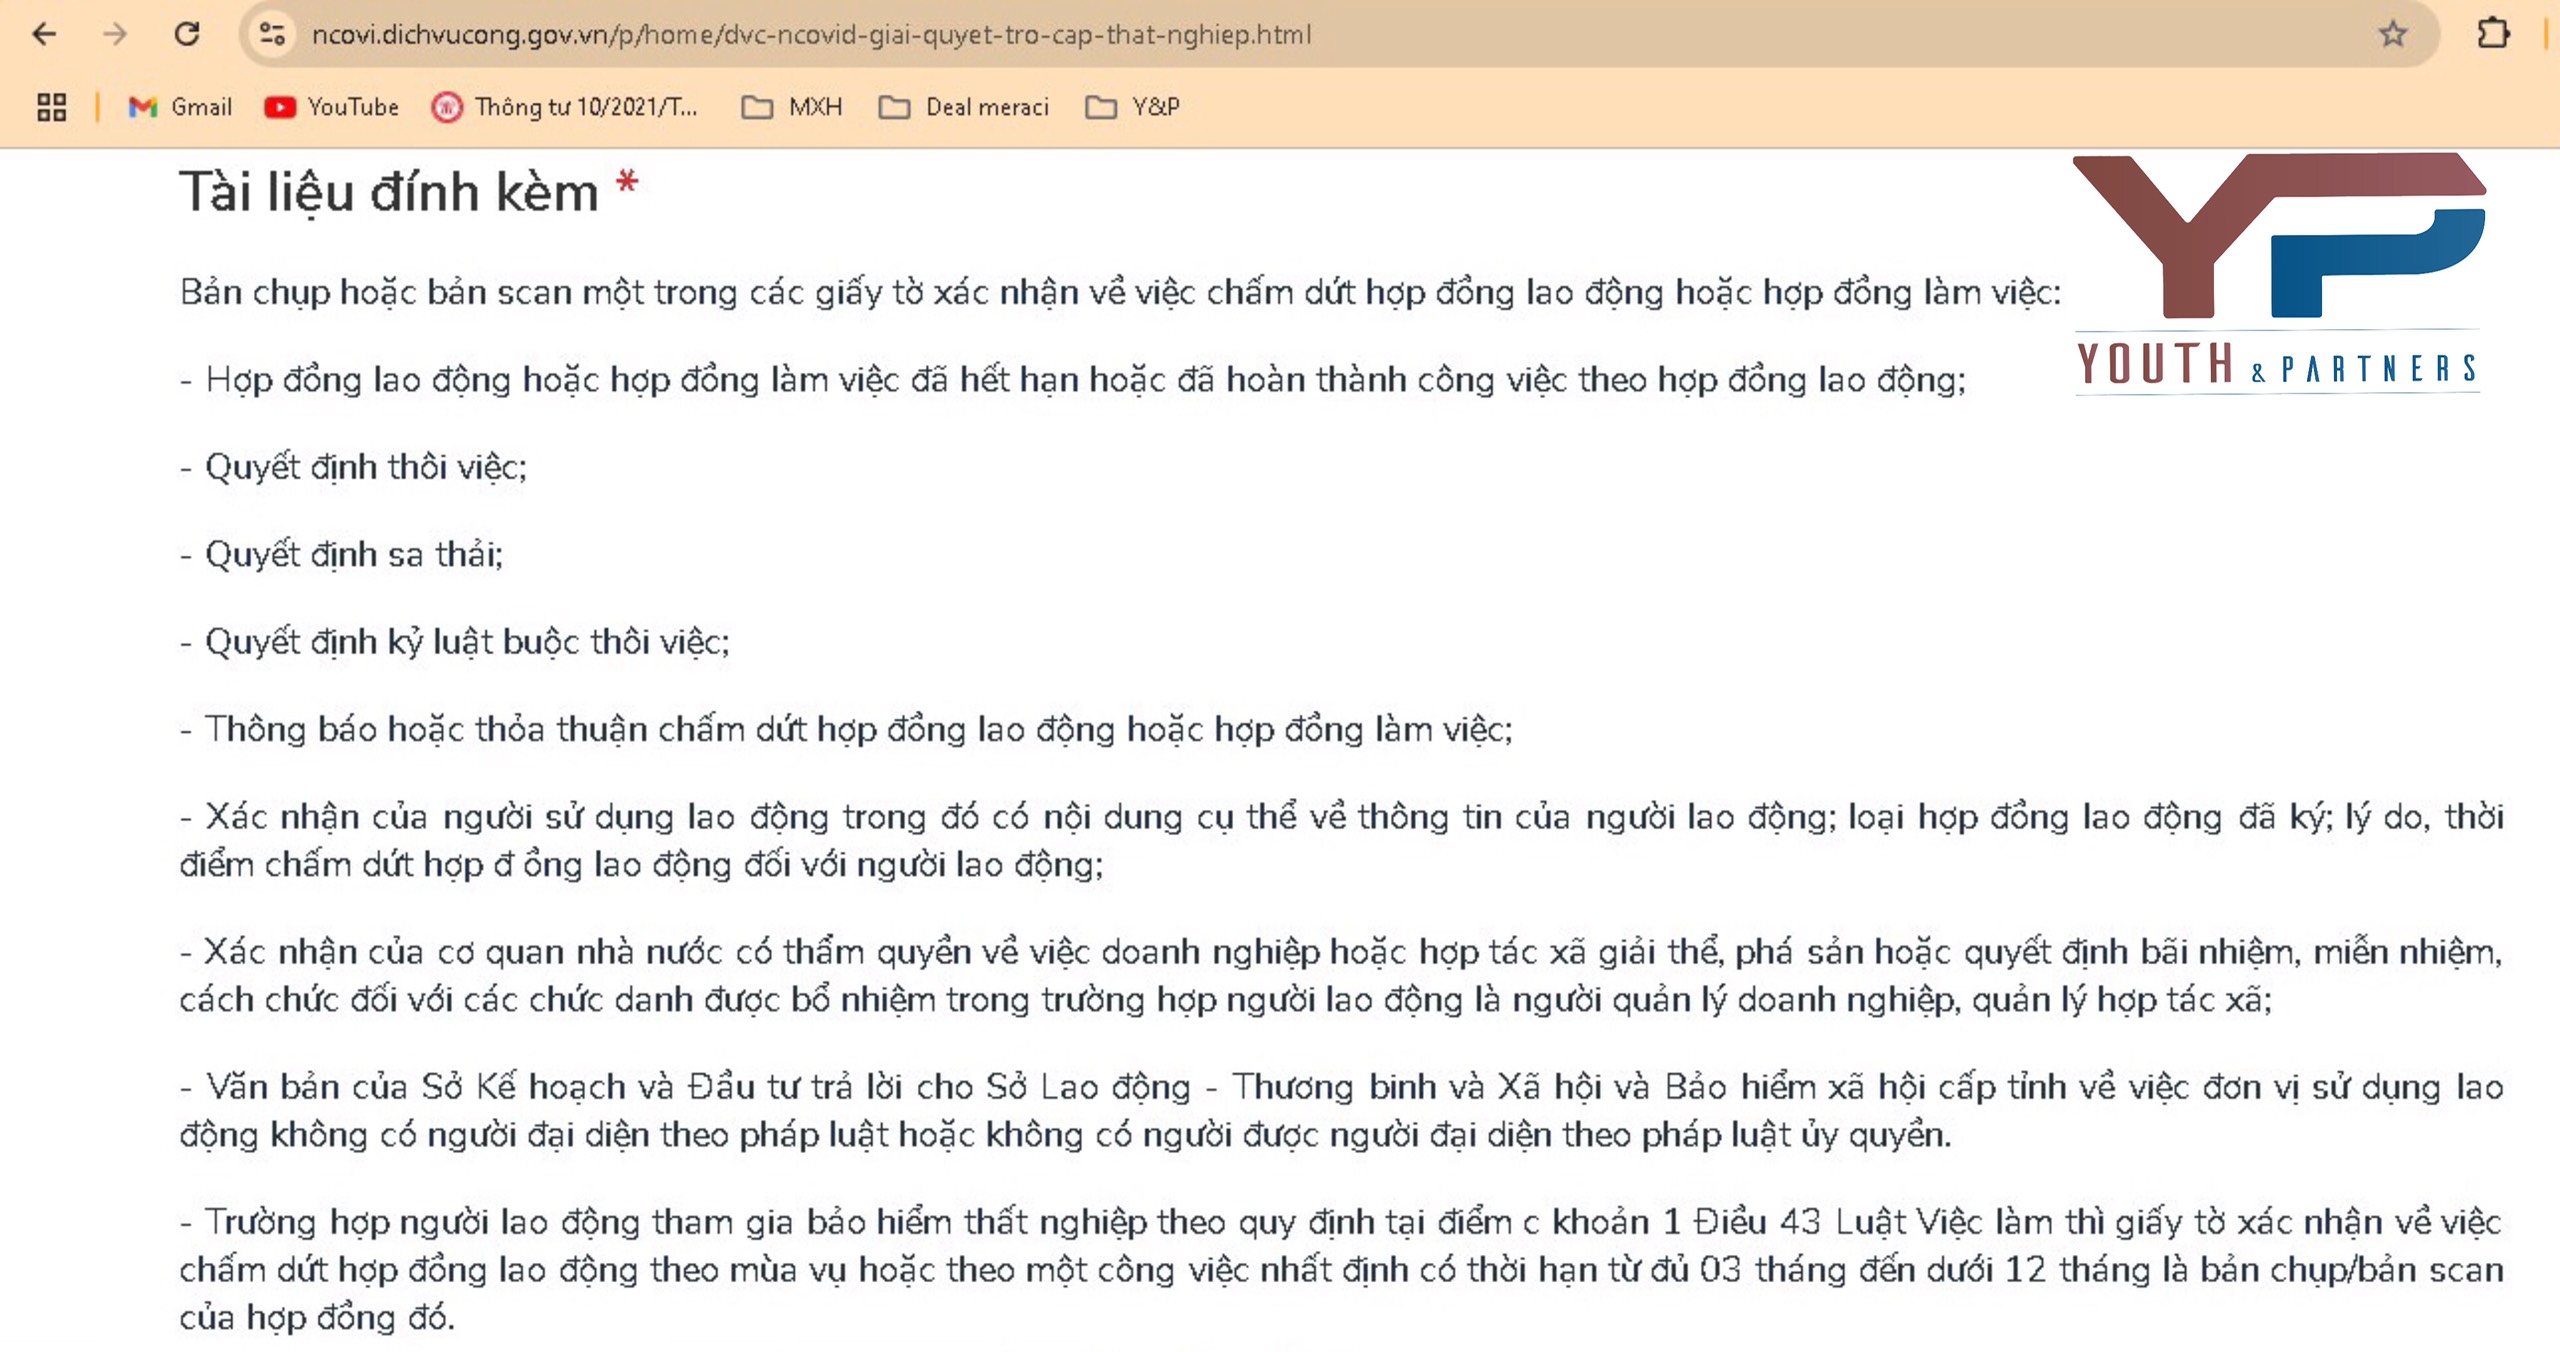 ncovi.dichvucong.gov.vn/p/home/dvc-ncovid-giai-quyet-tro-cap-that-nghiep.html
Gmail YouTube Thông tư 10/2021/T... MXH Deal meraci Y&P
Tài liệu đính kèm *
YP
Bản chụp hoặc bản scan một trong các giấy tờ xác nhận về việc chấm dứt hợp đồng lao động hoặc hợp đồng làm việc:
YOUTH & PARTNERS
- Hợp đồng lao động hoặc hợp đồng làm việc đã hết hạn hoặc đã hoàn thành công việc theo hợp đồng lao động;
- Quyết định thôi việc;
- Quyết định sa thải;
- Quyết định kỷ luật buộc thôi việc;
- Thông báo hoặc thỏa thuận chấm dứt hợp đồng lao động hoặc hợp đồng làm việc;
- Xác nhận của người sử dụng lao động trong đó có nội dung cụ thể về thông tin của người lao động; loại hợp đồng lao động đã ký; lý do, thời
điểm chấm dứt hợp đ ồng lao động đối với người lao động;
- Xác nhận của cơ quan nhà nước có thẩm quyền về việc doanh nghiệp hoặc hợp tác xã giải thể, phá sản hoặc quyết định bãi nhiệm, miễn nhiệm,
cách chức đối với các chức danh được bổ nhiệm trong trường hợp người lao động là người quản lý doanh nghiệp, quản lý hợp tác xã;
- Văn bản của Sở Kế hoạch và Đầu tư trả lời cho Sở Lao động - Thương binh và Xã hội và Bảo hiểm xã hội cấp tỉnh về việc đơn vị sử dụng lao
động không có người đại diện theo pháp luật hoặc không có người được người đại diện theo pháp luật ủy quyền.
- Trường hợp người lao động tham gia bảo hiểm thất nghiệp theo quy định tại điểm c khoản 1 Điều 43 Luật Việc làm thì giấy tờ xác nhận về việc
chấm dứt hợp đồng lao động theo mùa vụ hoặc theo một công việc nhất định có thời hạn từ đủ 03 tháng đến dưới 12 tháng là bản chụp/bản scan
của hợp đồng đó.